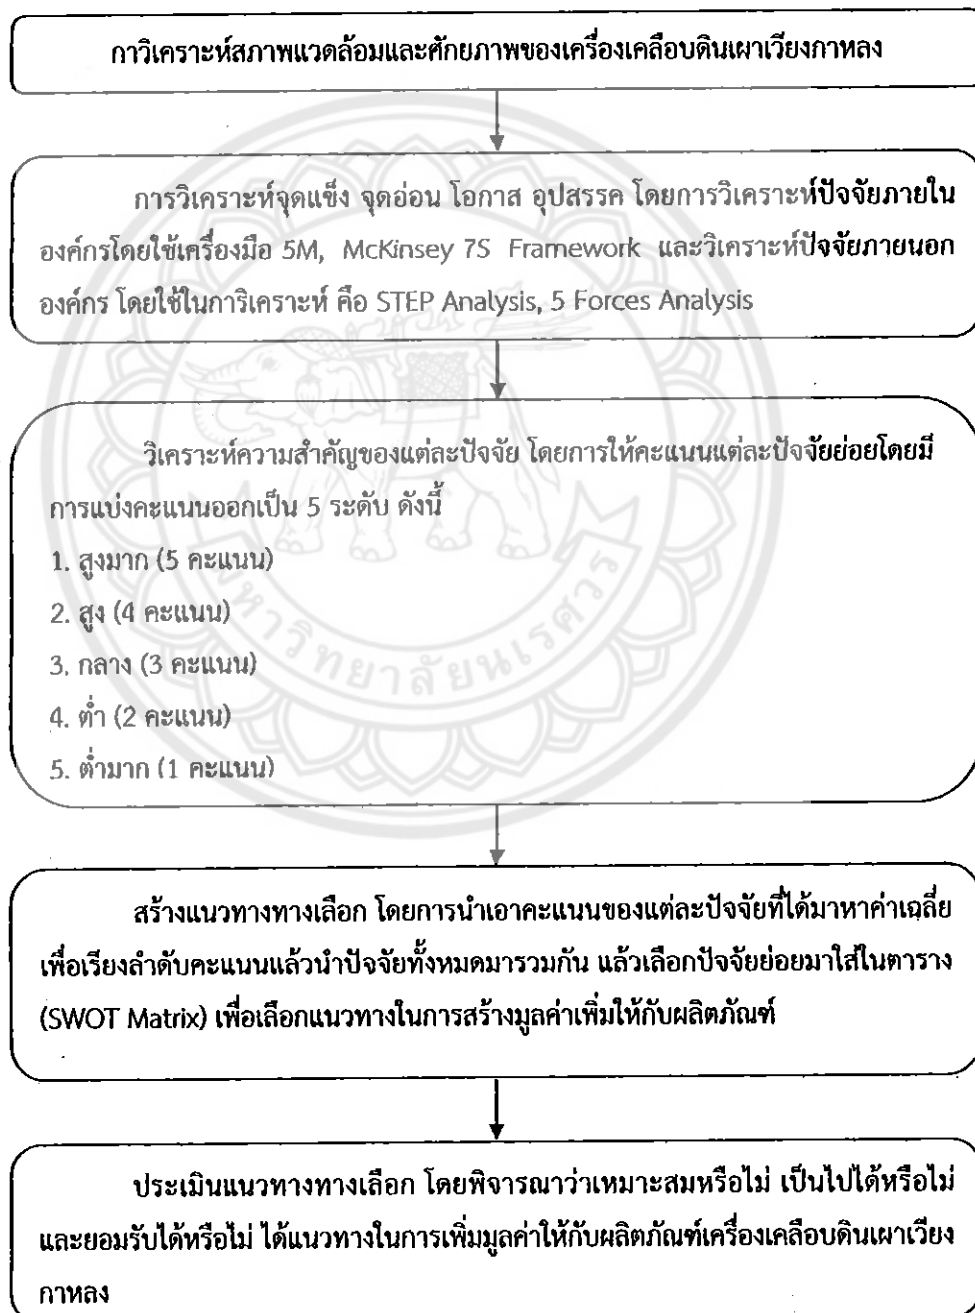 กาวิเคราะห์สภาพแวดล้อมและศักยภาพของเครื่องเคลือบดินเผาเวียงกาหลง
การวิเคราะห์จุดแข็ง จุดอ่อน โอกาส อุปสรรค โดยการวิเคราะห์ปัจจัยภายใน
องค์กรโดยใช้เครื่องมือ 5M, McKinsey 7S Framework และวิเคราะห์ปัจจัยภายนอก
องค์กร โดยใช้ในการิเคราะห์ คือ STEP Analysis, 5 Forces Analysis
วิเคราะห์ความสำคัญของแต่ละปัจจัย โดยการให้คะแนนแต่ละปัจจัยย่อยโดยมี
การแบ่งคะแนนออกเป็น 5 ระดับ ดังนี้
1. สูงมาก (5 คะแนน)
2. สูง (4 คะแนน)
3. กลาง (3 คะแนน)
4. ต่ำ (2 คะแนน)
5. ต่ำมาก (1 คะแนน)
มหาวิทยาลัยนเรศวร
สร้างแนวทางทางเลือก โดยการนำเอาคะแนนของแต่ละปัจจัยที่ได้มาหาค่าเฉลี่ย
เพื่อเรียงลำดับคะแนนแล้วนำปัจจัยทั้งหมดมารวมกัน แล้วเลือกปัจจัยย่อยมาใส่ในตาราง
(SWOT Matrix) เพื่อเลือกแนวทางในการสร้างมูลค่าเพิ่มให้กับผลิตภัณฑ์
ประเมินแนวทางทางเลือก โดยพิจารณาว่าเหมาะสมหรือไม่ เป็นไปได้หรือไม่
และยอมรับได้หรือไม่ ได้แนวทางในการเพิ่มมูลค่าให้กับผลิตภัณฑ์เครื่องเคลือบดินเผาเวียง
กาหลง